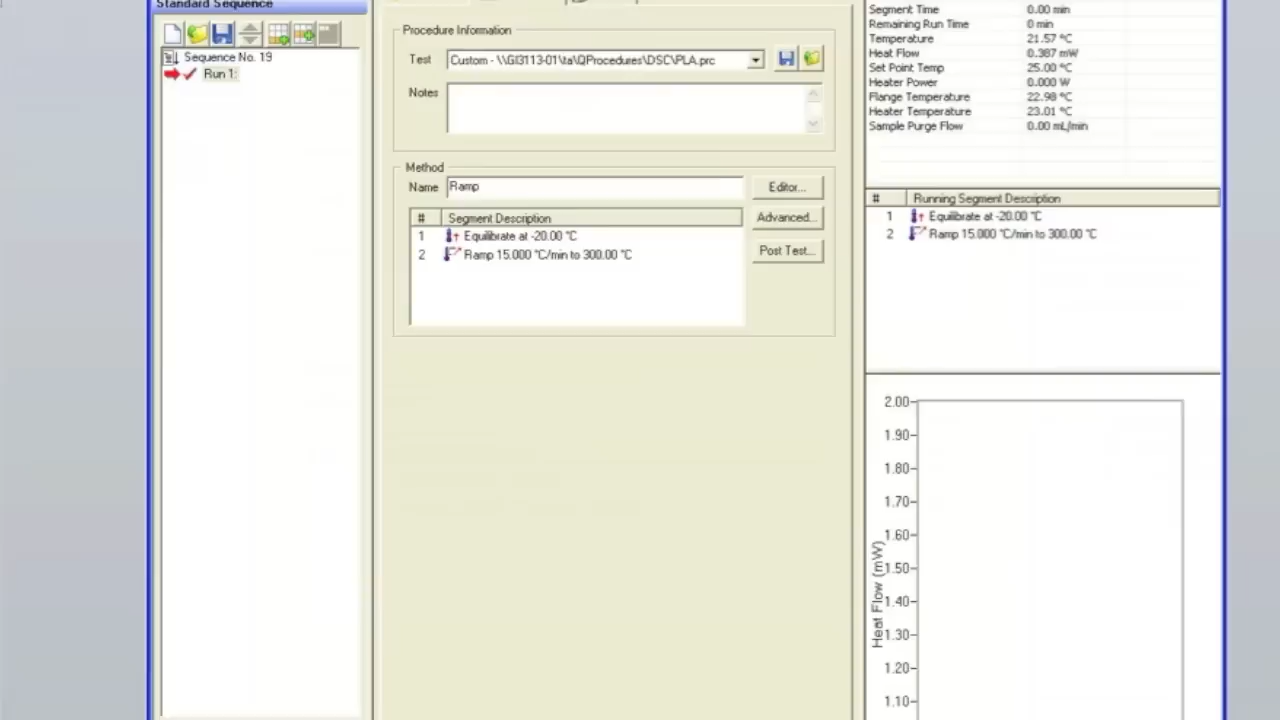 Standard Sequence
Sequence No. 19
Run 1:
Procedure Information
Test Custom - \\GI3113-01\ta\QProcedures\DSC\PLA.prc
Notes
Method
Name Ramp Editor...
# Segment Description Advanced...
1 Equilibrate at -20.00 °C
2 Ramp 15.000 °C/min to 300.00 °C Post Test...
Segment Time 0.00 min
Remaining Run Time 0 min
Temperature 21.57 °C
Heat Flow 0.387 mW
Set Point Temp 25.00 °C
Heater Power 0.000 W
Flange Temperature 22.98 °C
Heater Temperature 23.01 °C
Sample Purge Flow 0.00 mL/min
# Running Segment Description
1 Equilibrate at -20.00 °C
2 Ramp 15.000 °C/min to 300.00 °C
2.00
1.90
1.80
1.70
1.60
1.50
1.40
1.30
1.20
1.10
Heat Flow (mW)